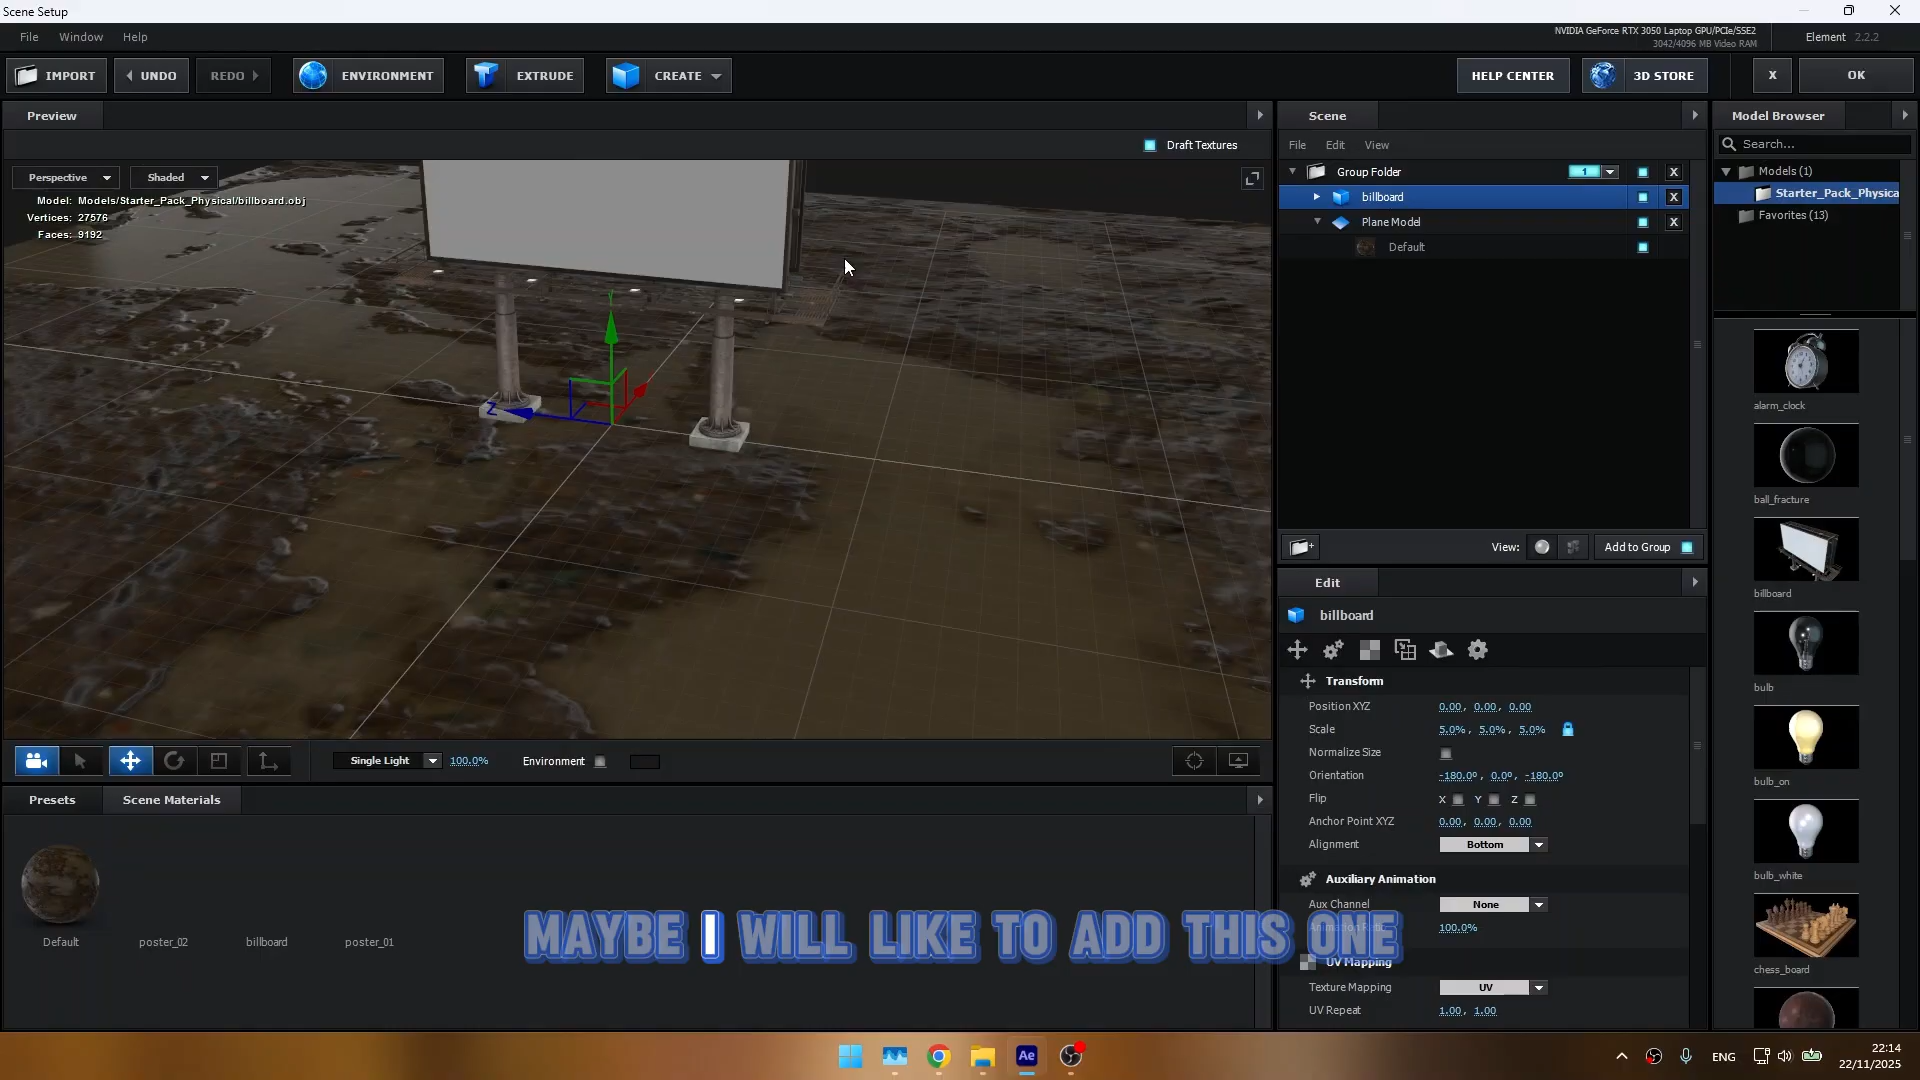 Scene Setup
File Window Help
NVIDIA GeForce RTX 3050 Laptop GPU/PCIe/SSE2
3042/4096 MB Video RAM
Element 2.2.2
IMPORT UNDO REDO ENVIRONMENT EXTRUDE CREATE HELP CENTER 3D STORE X OK
Preview Scene Model Browser
Draft Textures File Edit View Search...
Perspective Shaded Group Folder 1 X Models (1)
Model: Models/Starter_Pack_Physical/billboard.obj billboard X Starter_Pack_Physica
Vertices: 27576 Plane Model X Favorites (13)
Faces: 9192 Default
Y
Z
alarm_clock
ball_fracture
View: Add to Group
Edit billboard
billboard
bulb
Transform
Position XYZ 0.00, 0.00, 0.00
Scale 5.0%, 5.0%, 5.0%
Normalize Size
Single Light 100.0% Environment
Orientation -180.0º, 0.0º, -180.0º
bulb_on
Presets Scene Materials Flip X Y Z
Anchor Point XYZ 0.00, 0.00, 0.00
Alignment Bottom
bulb_white
Auxiliary Animation
Aux Channel None
Animation Ratio 100.0%
MAYBE I WILL LIKE TO ADD THIS ONE
Default poster_02 billboard poster_01
UV Mapping
chess_board
Texture Mapping UV
UV Repeat 1.00, 1.00
Ae ENG 22:14
22/11/2025